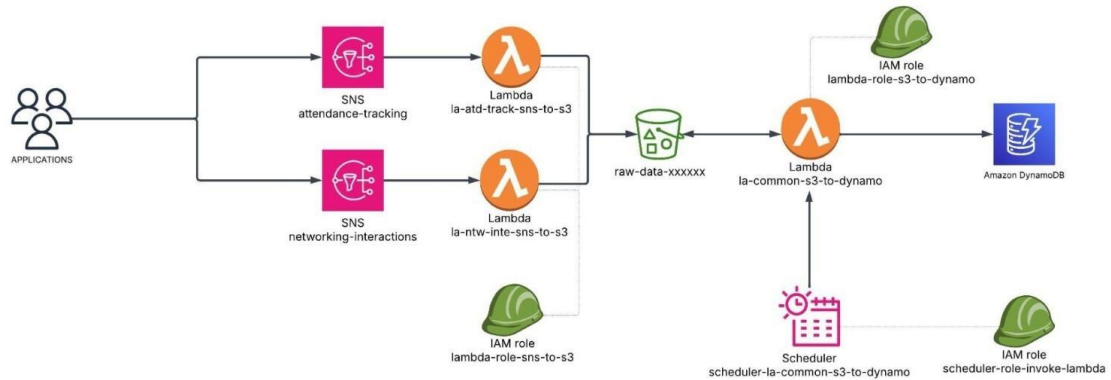 IAM role
lambda-role-s3-to-dynamo
SNS
attendance-tracking
Lambda
la-atd-track-sns-to-s3
APPLICATIONS
raw-data-xxxxxx
Lambda
la-common-s3-to-dynamo
Amazon DynamoDB
SNS
networking-interactions
Lambda
la-ntw-inte-sns-to-s3
IAM role
lambda-role-sns-to-s3
Scheduler
scheduler-la-common-s3-to-dynamo
IAM role
scheduler-role-invoke-lambda